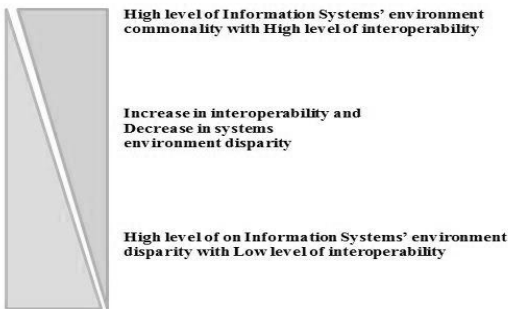 High level of Information Systems’ environment
commonality with High level of interoperability
Increase in interoperability and
Decrease in systems
environment disparity
High level of on Information Systems’ environment
disparity with Low level of interoperability